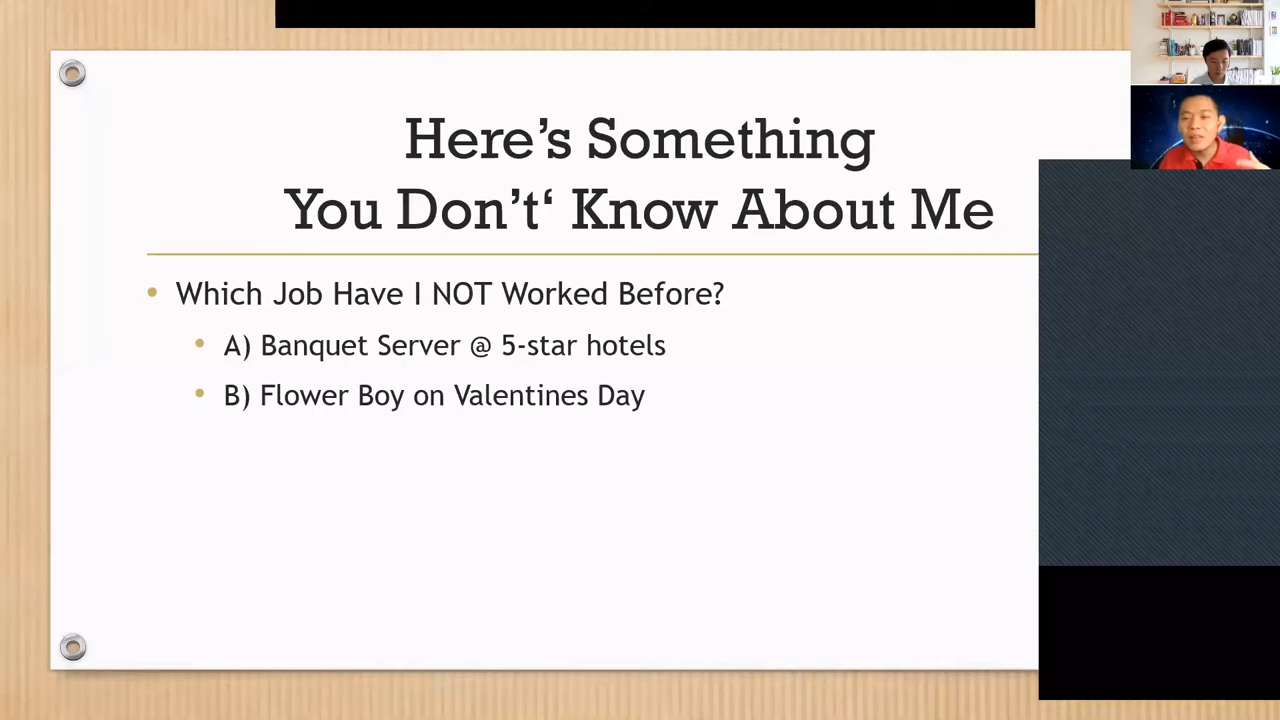 Here’s Something
You Don’t‘ Know About Me
• Which Job Have I NOT Worked Before?
• A) Banquet Server @ 5-star hotels
• B) Flower Boy on Valentines Day